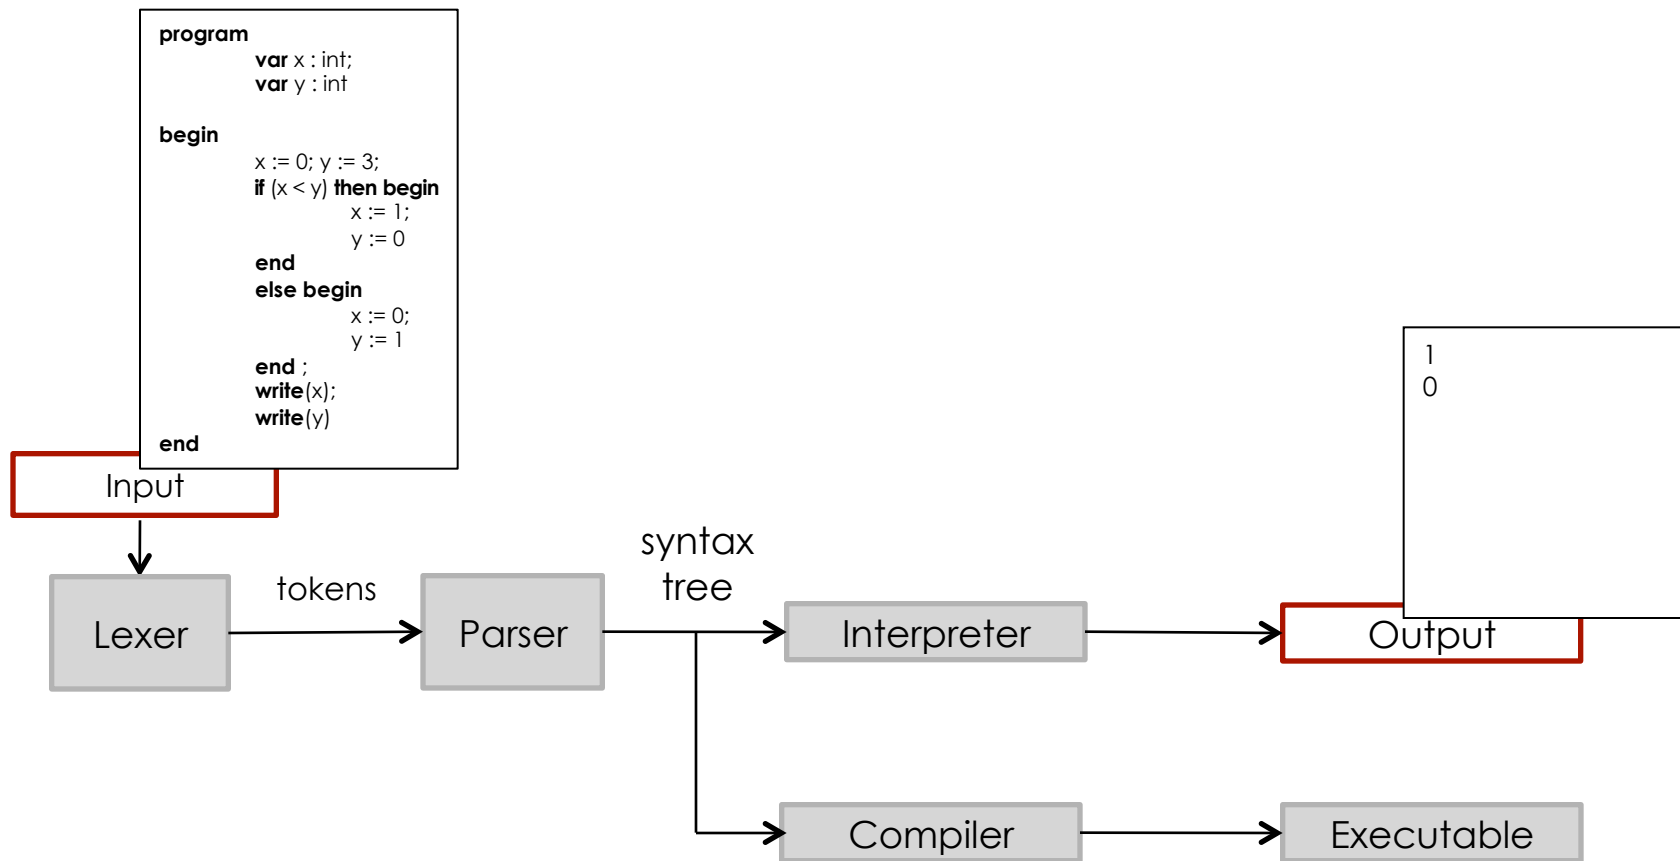 program
var x : int;
var y : int
begin
x := 0; y := 3;
if (x < y) then begin
x := 1;
y := 0
end
else begin
x := 0;
y := 1
end ;
write(x);
write(y)
end
1
0
Input
syntax
tree
tokens
Lexer
Parser
Interpreter
Output
Compiler
Executable